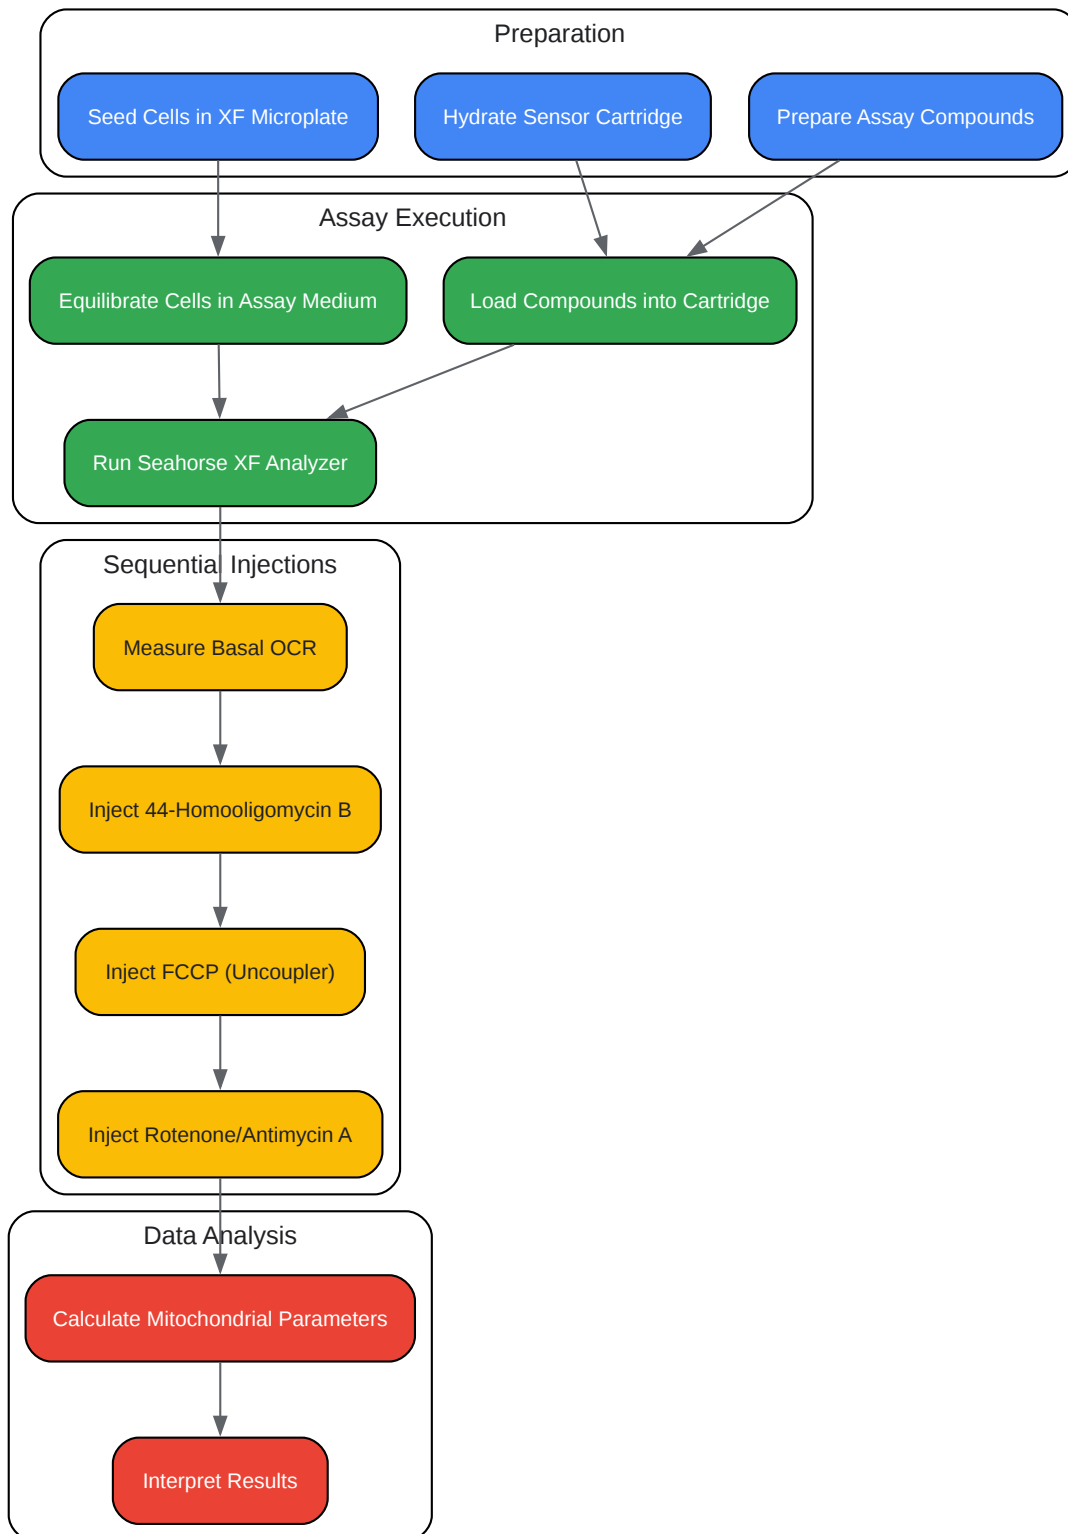 Preparation
Seed Cells in XF Microplate
Hydrate Sensor Cartridge
Prepare Assay Compounds
Assay Execution
Equilibrate Cells in Assay Medium
Load Compounds into Cartridge
Run Seahorse XF Analyzer
Sequential Injections
Measure Basal OCR
Inject 44-Homooligomycin B
Inject FCCP (Uncoupler)
Inject Rotenone/Antimycin A
Data Analysis
Calculate Mitochondrial Parameters
Interpret Results